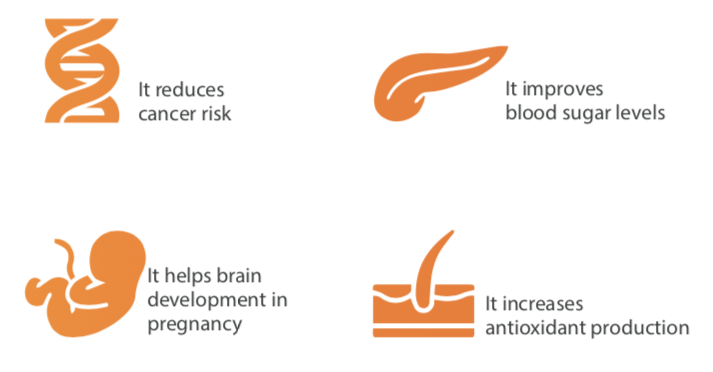 It reduces
cancer risk
It improves
blood sugar levels
It helps brain
development in
pregnancy
It increases
antioxidant production